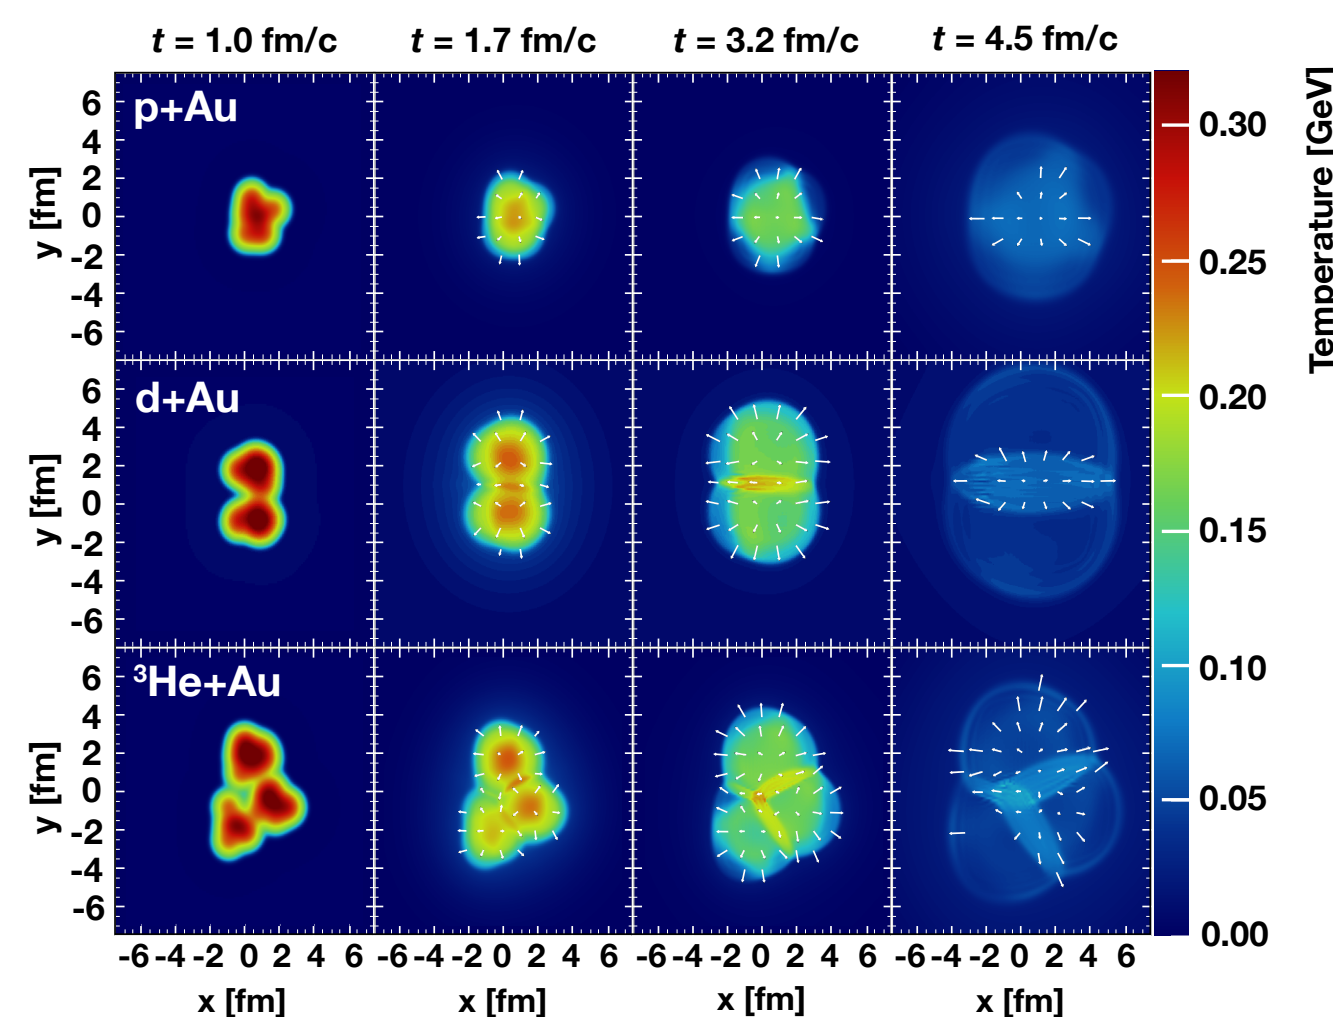 t = 1.0 fm/c t = 1.7 fm/c t = 3.2 fm/c t = 4.5 fm/c
p+Au
6
4
2
0
-2
-4
-6
y [fm]
d+Au
6
4
2
0
-2
-4
-6
y [fm]
³He+Au
6
4
2
0
-2
-4
-6
y [fm]
-6 -4 -2 0 2 4 6 -6 -4 -2 0 2 4 6 -6 -4 -2 0 2 4 6 -6 -4 -2 0 2 4 6
x [fm] x [fm] x [fm] x [fm]
0.30
0.25
0.20
0.15
0.10
0.05
0.00
Temperature [GeV]